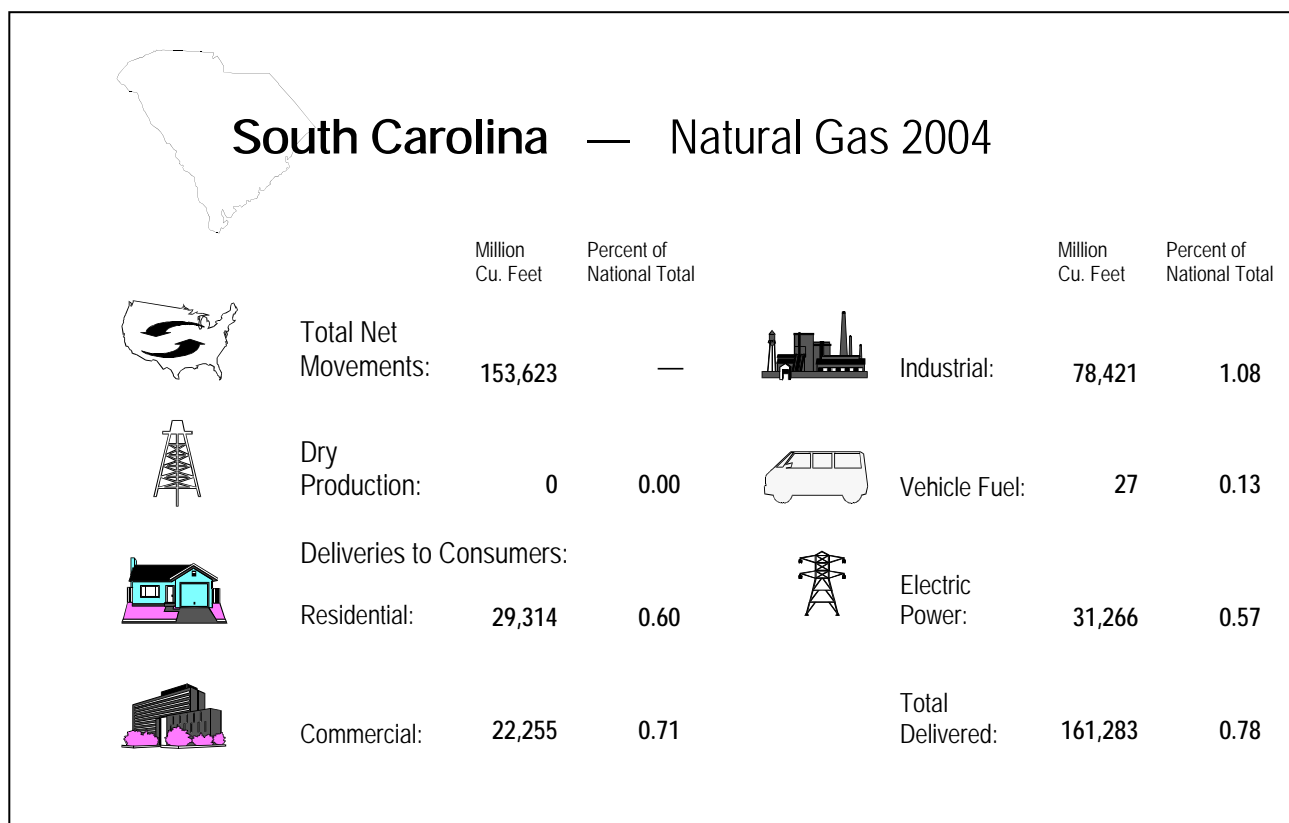 South Carolina — Natural Gas 2004
Million Cu. Feet
Percent of National Total
Total Net Movements: 153,623 —
Dry Production: 0 0.00
Deliveries to Consumers:
Residential: 29,314 0.60
Commercial: 22,255 0.71
Million Cu. Feet
Percent of National Total
Industrial: 78,421 1.08
Vehicle Fuel: 27 0.13
Electric Power: 31,266 0.57
Total Delivered: 161,283 0.78